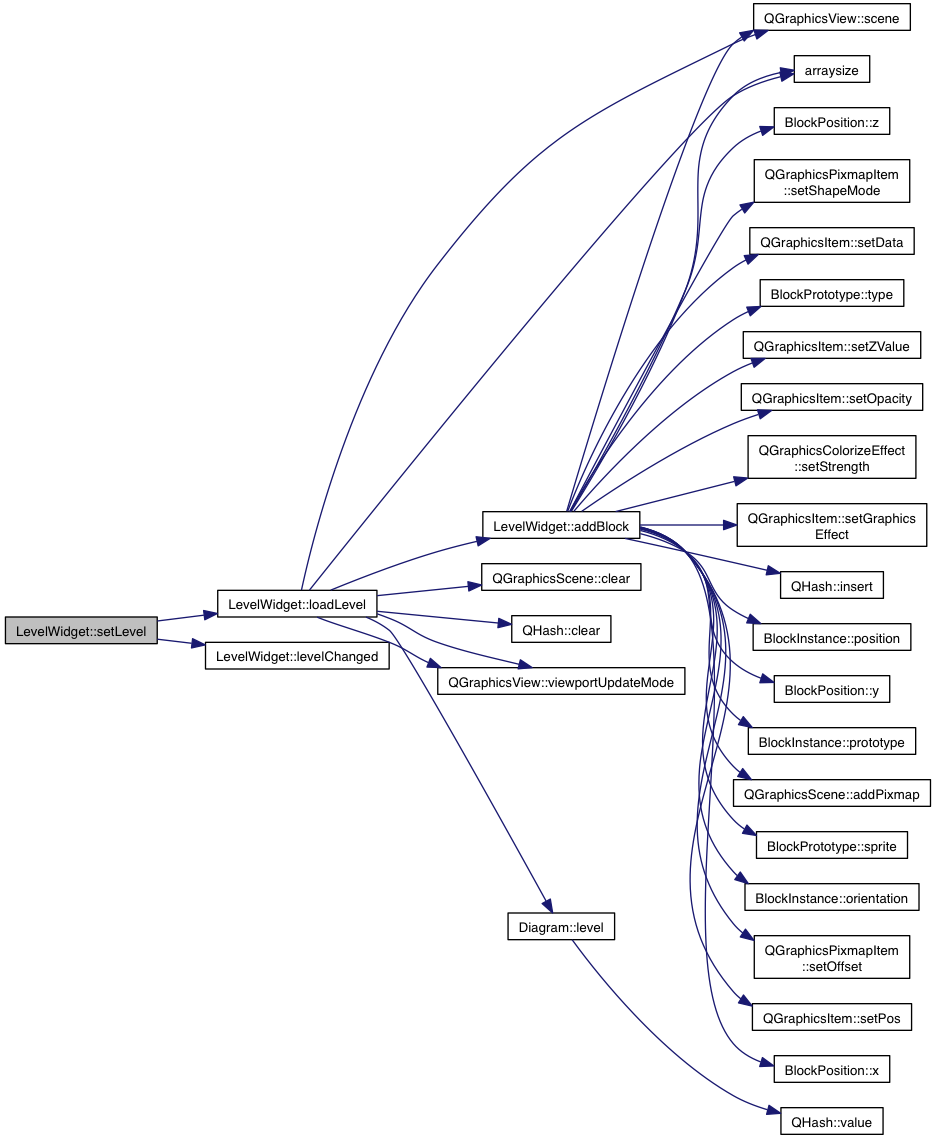 QGraphicsView::scene
arraysize
BlockPosition::z
QGraphicsPixmapItem
::setShapeMode
QGraphicsItem::setData
BlockPrototype::type
QGraphicsItem::setZValue
QGraphicsItem::setOpacity
QGraphicsColorizeEffect
::setStrength
LevelWidget::addBlock
QGraphicsItem::setGraphics
Effect
QGraphicsScene::clear
QHash::insert
LevelWidget::loadLevel
LevelWidget::setLevel
QHash::clear
BlockInstance::position
LevelWidget::levelChanged
QGraphicsView::viewportUpdateMode
BlockPosition::y
BlockInstance::prototype
QGraphicsScene::addPixmap
BlockPrototype::sprite
BlockInstance::orientation
Diagram::level
QGraphicsPixmapItem
::setOffset
QGraphicsItem::setPos
BlockPosition::x
QHash::value